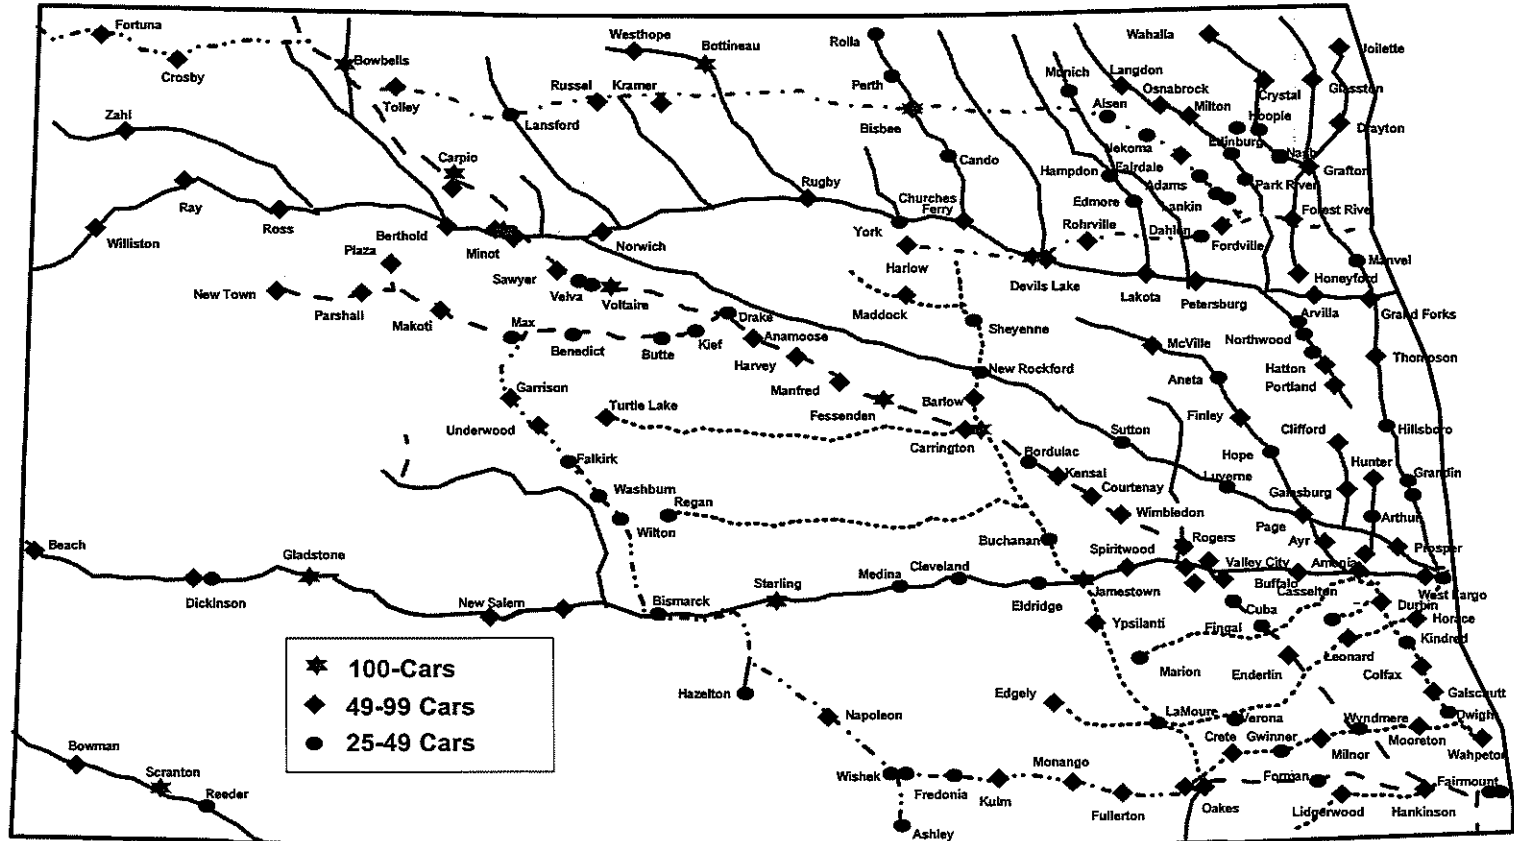 Fortuna
Crosby
Bowbells
Tolley
Westhope
Bottineau
Russel
Kramer
Lansford
Rolla
Perth
Bisbee
Cando
Munich
Langdon
Osnabrock
Milton
Alsen
Nekoma
Wahalla
Joilette
Crystal
Glasston
Hoople
Drayton
Edinburg
Nash
Grafton
Zahl
Carpio
Ray
Ross
Williston
Berthold
Plaza
Minot
Norwich
Rugby
Churches
Ferry
York
Hampdon
Fairdale
Adams
Edmore
Lankin
Park River
Forest River
Rohrville
Dahlen
Fordville
Manvel
Harlow
Devils Lake
Lakota
Petersburg
Honeyford
Arvilla
Grand Forks
New Town
Parshall
Makoti
Sawyer
Velva
Voltaire
Max
Benedict
Butte
Kief
Drake
Anamoose
Harvey
Manfred
Fessenden
Maddock
Sheyenne
New Rockford
Barlow
Carrington
McVille
Aneta
Northwood
Hatton
Portland
Thompson
Finley
Clifford
Hillsboro
Garrison
Underwood
Turtle Lake
Falkirk
Washburn
Wilton
Regan
Bordulac
Kensal
Courtenay
Wimbledon
Sutton
Hope
Luverne
Hunter
Grandin
Galesburg
Page
Arthur
Ayr
Prosper
Beach
Gladstone
Dickinson
New Salem
Bismarck
Sterling
Medina
Cleveland
Buchanan
Spiritwood
Rogers
Valley City
Amenia
Buffalo
Casselton
West Fargo
Eldridge
Jamestown
Cuba
Durbin
Horace
Ypsilanti
Fingal
Kindred
Marion
Enderlin
Leonard
Colfax
Galschutt
100-Cars
49-99 Cars
25-49 Cars
Hazelton
Napoleon
Edgely
LaMoure
Verona
Wyndmere
Dwight
Crete
Gwinner
Milnor
Mooreton
Wahpeton
Bowman
Scranton
Reeder
Wishek
Fredonia
Kulm
Monango
Fullerton
Oakes
Forman
Lidgerwood
Hankinson
Fairmount
Ashley